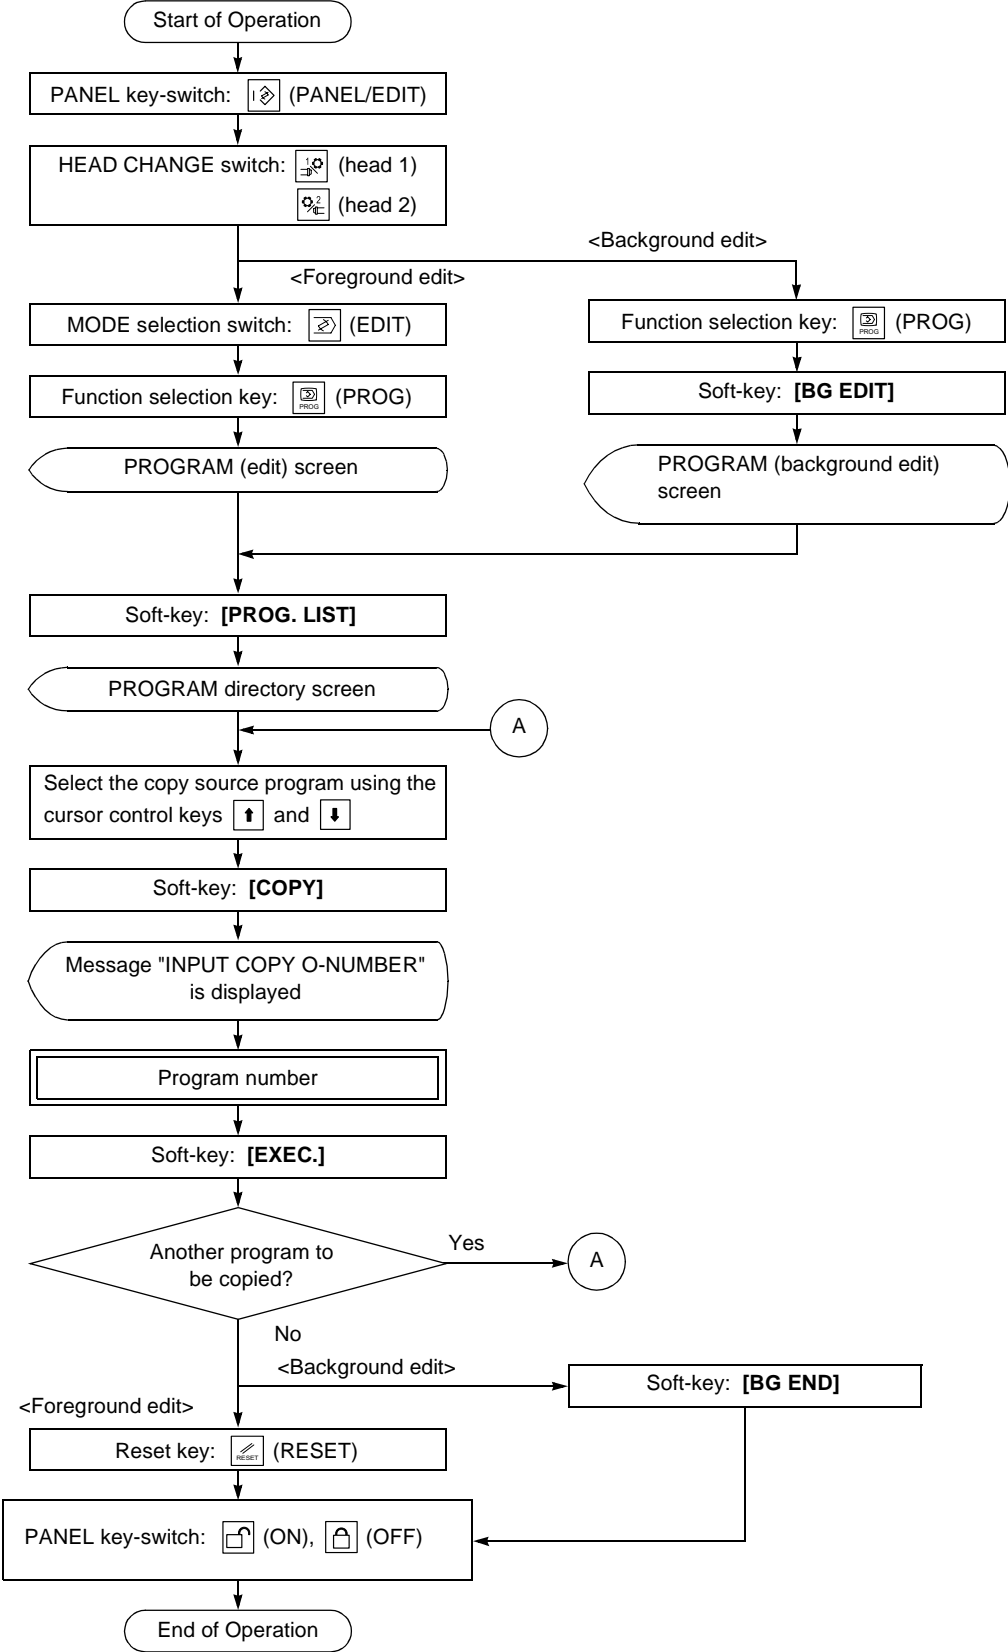 Start of Operation
PANEL key-switch: (PANEL/EDIT)
HEAD CHANGE switch: 1 (head 1)
2 (head 2)
<Background edit>
<Foreground edit>
MODE selection switch: (EDIT)
Function selection key: PROG (PROG)
Function selection key: PROG (PROG)
Soft-key: [BG EDIT]
PROGRAM (edit) screen
PROGRAM (background edit)
screen
Soft-key: [PROG. LIST]
PROGRAM directory screen
A
Select the copy source program using the
cursor control keys and
Soft-key: [COPY]
Message "INPUT COPY O-NUMBER"
is displayed
Program number
Soft-key: [EXEC.]
Another program to
be copied?
Yes
A
No
<Background edit>
Soft-key: [BG END]
<Foreground edit>
Reset key: RESET (RESET)
PANEL key-switch: (ON), (OFF)
End of Operation